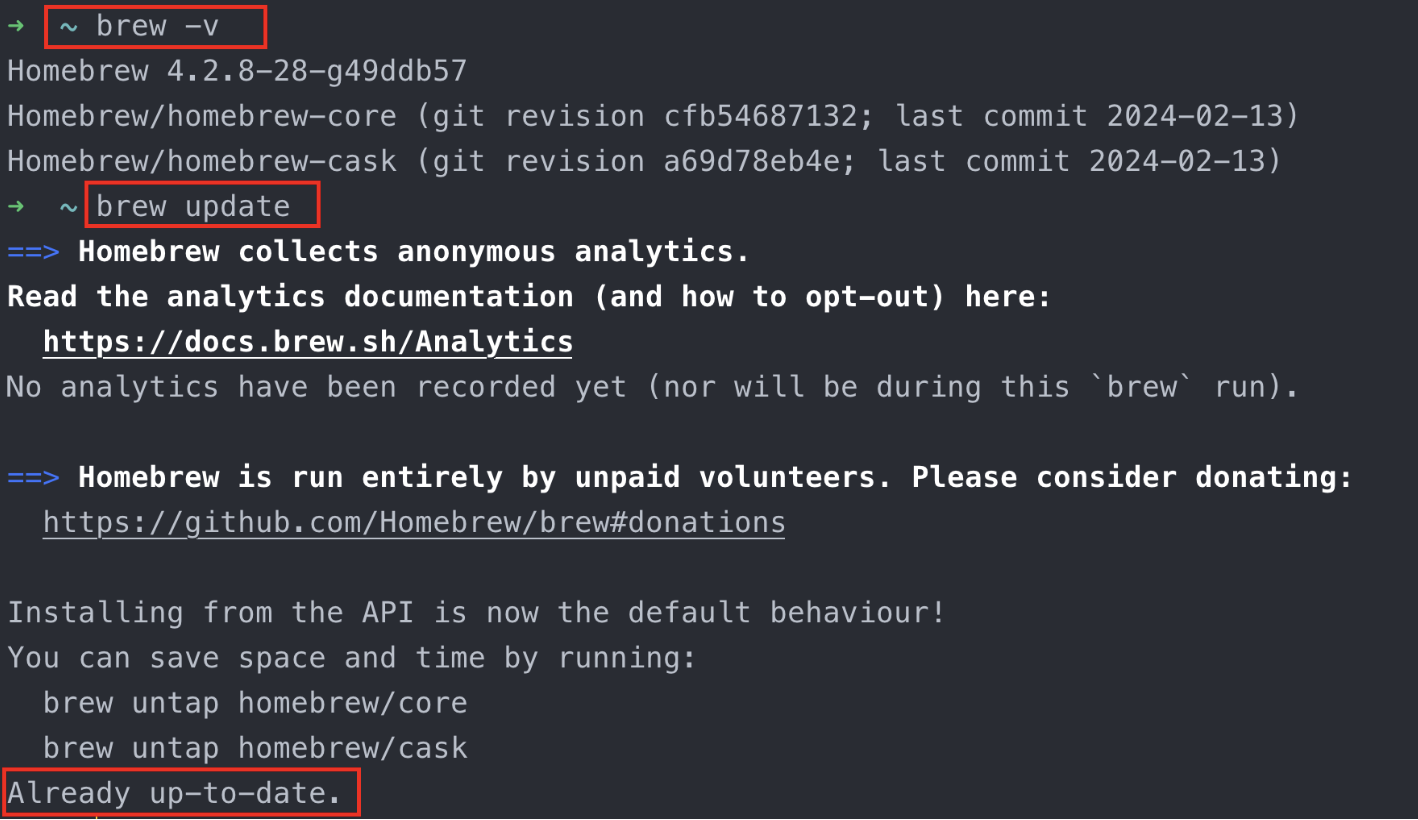 ➜  ~ brew -v
Homebrew 4.2.8-28-g49ddb57
Homebrew/homebrew-core (git revision cfb54687132; last commit 2024-02-13)
Homebrew/homebrew-cask (git revision a69d78eb4e; last commit 2024-02-13)
➜  ~ brew update
==> Homebrew collects anonymous analytics.
Read the analytics documentation (and how to opt-out) here:
  https://docs.brew.sh/Analytics
No analytics have been recorded yet (nor will be during this `brew` run).
==> Homebrew is run entirely by unpaid volunteers. Please consider donating:
  https://github.com/Homebrew/brew#donations
Installing from the API is now the default behaviour!
You can save space and time by running:
  brew untap homebrew/core
  brew untap homebrew/cask
Already up-to-date.